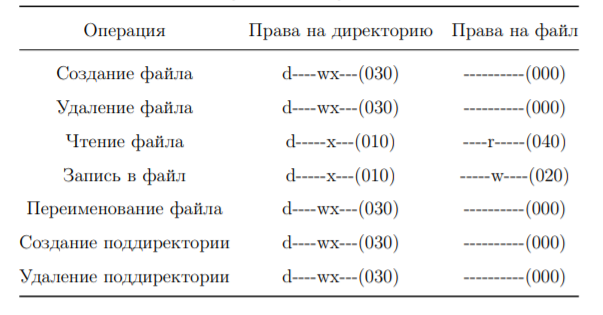 Операция Права на директорию Права на файл
Создание файла d----wx---(030) ----------(000)
Удаление файла d----wx---(030) ----------(000)
Чтение файла d-----x---(010) ----r-----(040)
Запись в файл d-----x---(010) -----w----(020)
Переименование файла d----wx---(030) ----------(000)
Создание поддиректории d----wx---(030) ----------(000)
Удаление поддиректории d----wx---(030) ----------(000)